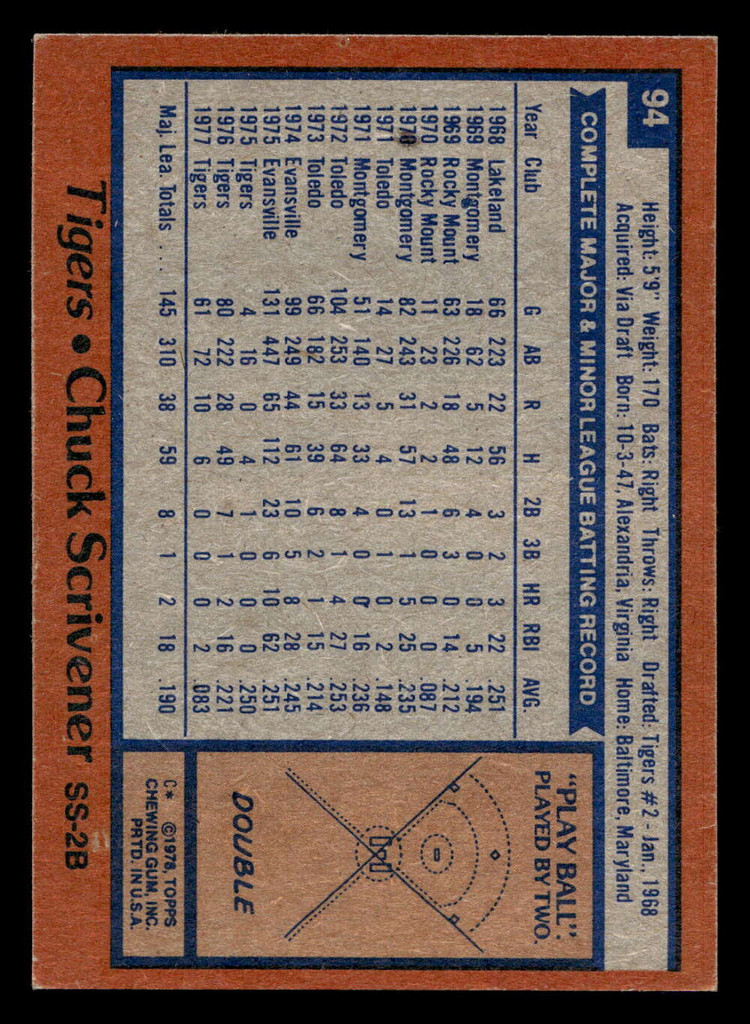 94
Height: 5'9" Weight: 170 Bats: Right Throws: Right Drafted: Tigers #2 - Jan., 1968
Acquired: Via Draft Born: 10-3-47, Alexandria, Virginia Home: Baltimore, Maryland
COMPLETE MAJOR & MINOR LEAGUE BATTING RECORD
Year Club G AB R H 2B 3B HR RBI AVG.
1968 Lakeland 66 223 22 56 3 2 3 22 .251
1969 Montgomery 18 62 5 12 4 0 0 5 .194
1969 Rocky Mount 63 226 18 48 6 3 0 14 .212
1970 Rocky Mount 11 23 2 2 1 0 0 0 .087
1970 Montgomery 82 243 31 57 13 1 5 25 .235
1971 Toledo 14 27 5 4 0 0 0 2 .148
1971 Montgomery 51 140 13 33 4 0 0 16 .236
1972 Toledo 104 253 33 64 8 1 4 27 .253
1973 Toledo 66 182 15 39 6 2 1 15 .214
1974 Evansville 99 249 44 61 10 5 8 28 .245
1975 Evansville 131 447 65 112 23 6 10 62 .251
1975 Tigers 4 16 0 4 1 0 0 0 .250
1976 Tigers 80 222 28 49 7 1 2 16 .221
1977 Tigers 61 72 10 6 0 0 0 2 .083
Maj. Lea. Totals .... 145 310 38 59 8 1 2 18 .190
"PLAY BALL":
PLAYED BY TWO.
DOUBLE
C* ©1978, TOPPS
CHEWING GUM, INC.
PRTD. IN U.S.A.
Tigers • Chuck Scrivener SS-2B